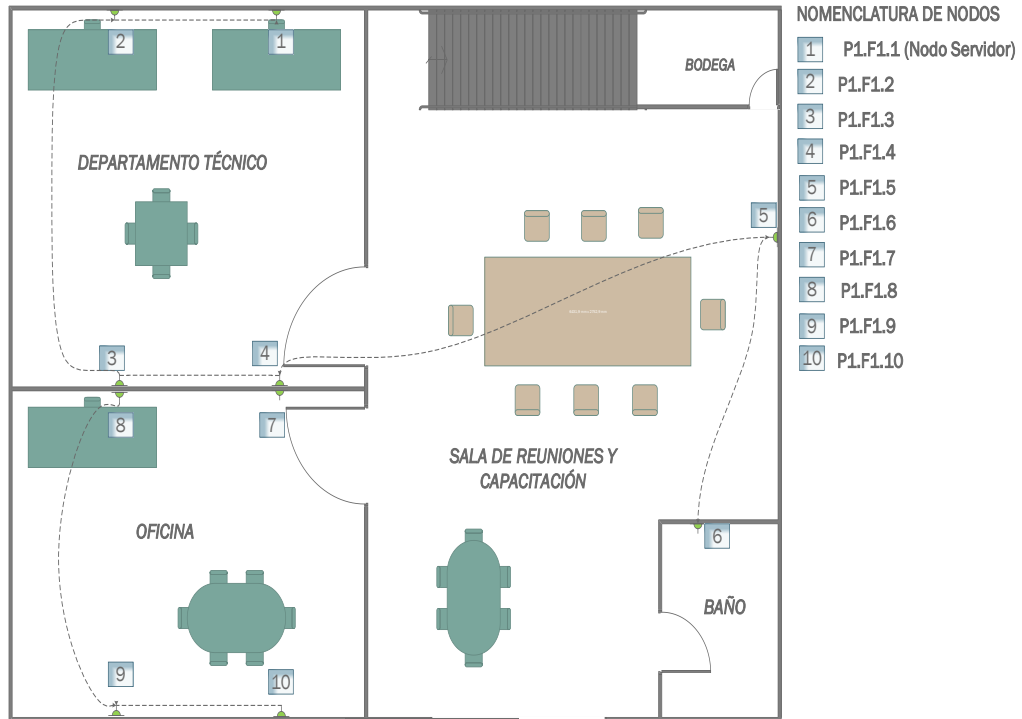 NOMENCLATURA DE NODOS
1 P1.F1.1 (Nodo Servidor)
2 P1.F1.2
3 P1.F1.3
4 P1.F1.4
5 P1.F1.5
6 P1.F1.6
7 P1.F1.7
8 P1.F1.8
9 P1.F1.9
10 P1.F1.10
2
1
BODEGA
DEPARTAMENTO TÉCNICO
5
3
4
8
7
SALA DE REUNIONES Y
CAPACITACIÓN
OFICINA
6
BAÑO
9
10